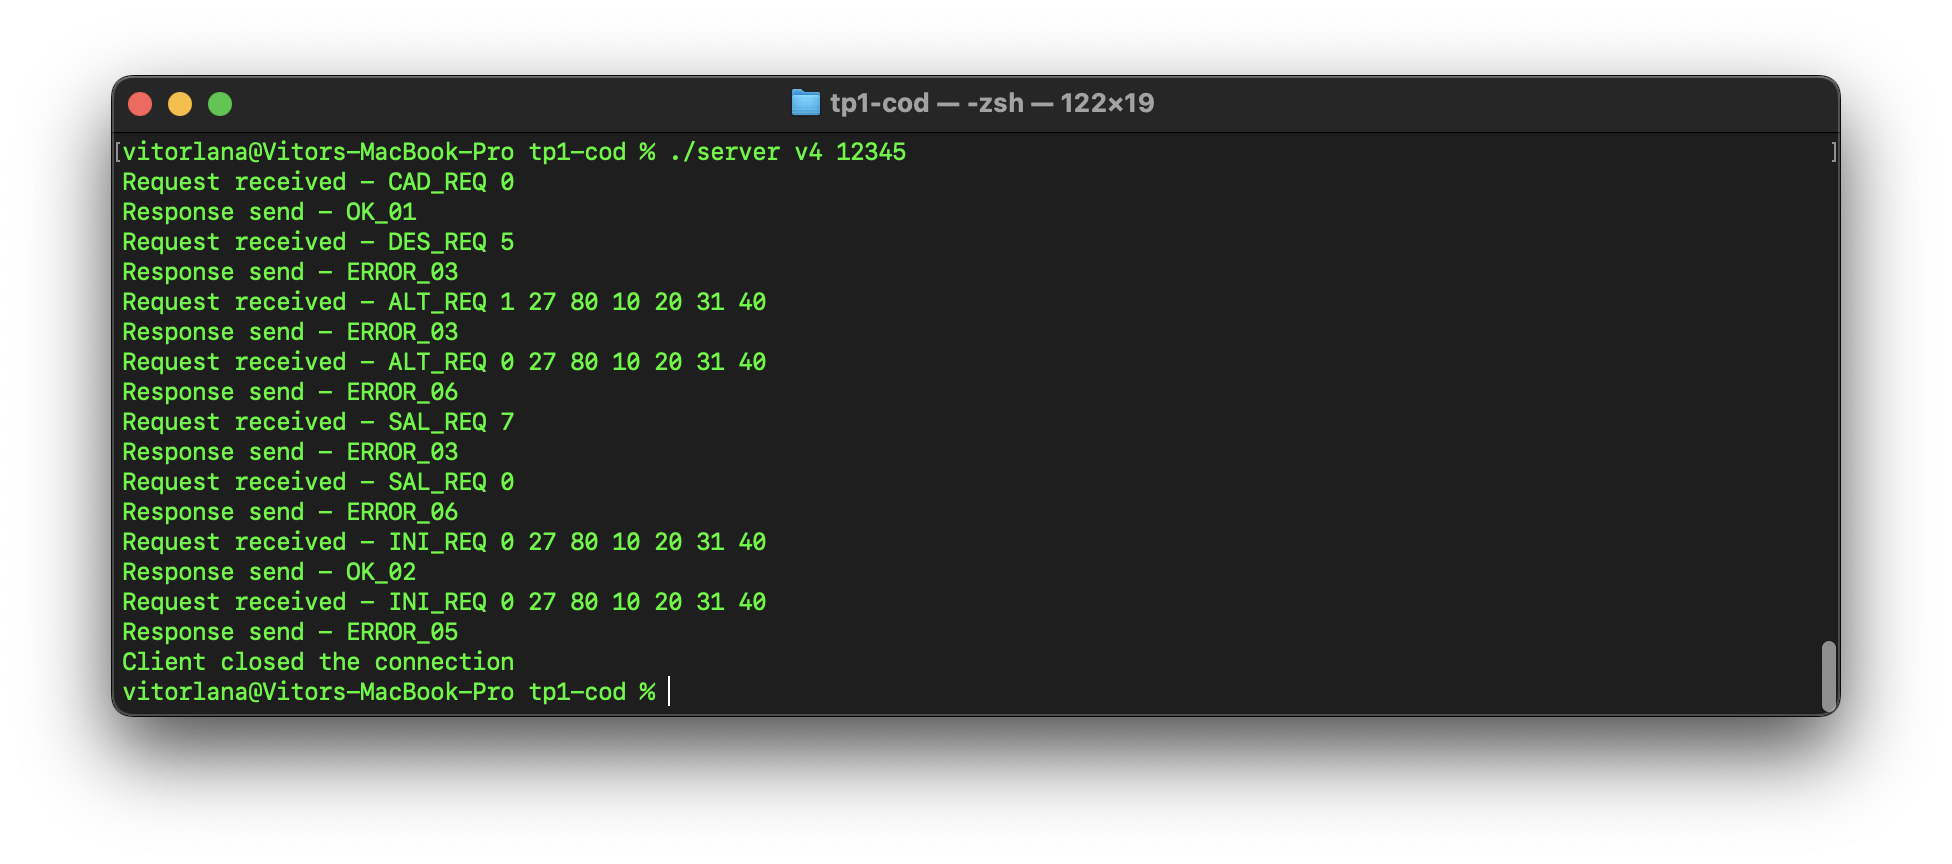 tp1-cod — -zsh — 122×19
[vitorlana@Vitors-MacBook-Pro tp1-cod % ./server v4 12345 ]
Request received - CAD_REQ 0
Response send - OK_01
Request received - DES_REQ 5
Response send - ERROR_03
Request received - ALT_REQ 1 27 80 10 20 31 40
Response send - ERROR_03
Request received - ALT_REQ 0 27 80 10 20 31 40
Response send - ERROR_06
Request received - SAL_REQ 7
Response send - ERROR_03
Request received - SAL_REQ 0
Response send - ERROR_06
Request received - INI_REQ 0 27 80 10 20 31 40
Response send - OK_02
Request received - INI_REQ 0 27 80 10 20 31 40
Response send - ERROR_05
Client closed the connection
vitorlana@Vitors-MacBook-Pro tp1-cod %